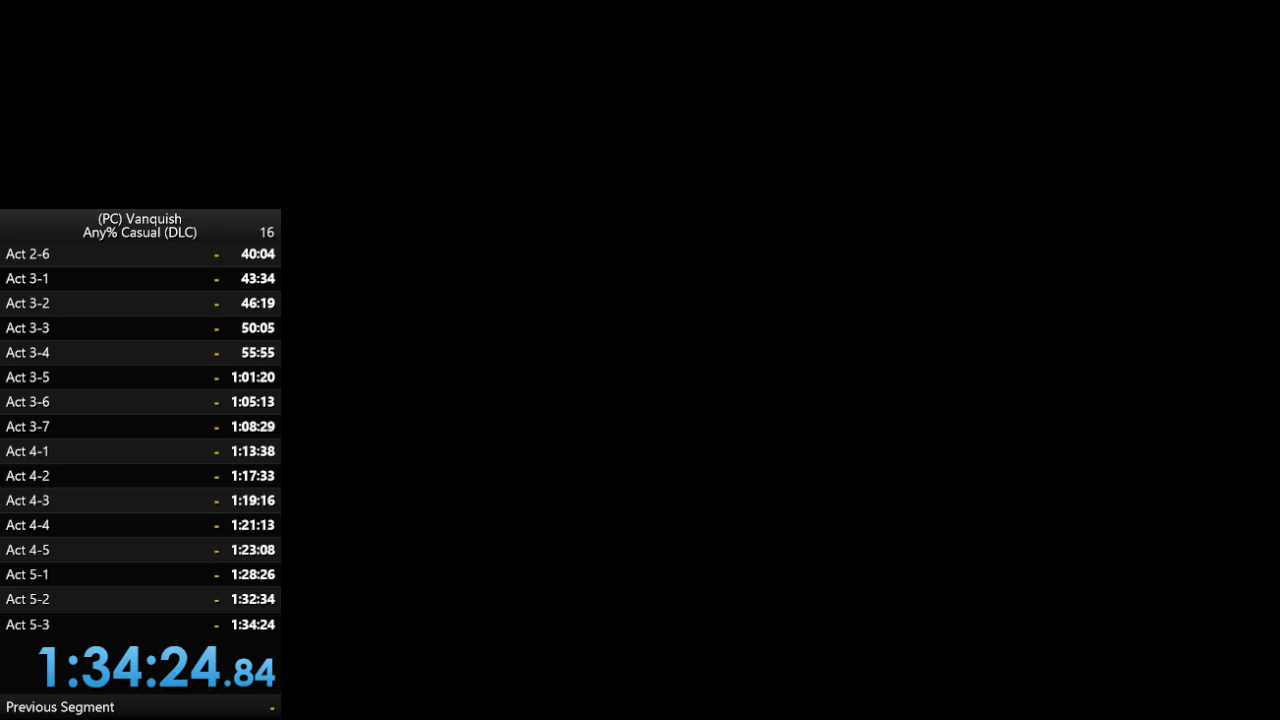 (PC) Vanquish
Any% Casual (DLC) 16
Act 2-6 - 40:04
Act 3-1 - 43:34
Act 3-2 - 46:19
Act 3-3 - 50:05
Act 3-4 - 55:55
Act 3-5 - 1:01:20
Act 3-6 - 1:05:13
Act 3-7 - 1:08:29
Act 4-1 - 1:13:38
Act 4-2 - 1:17:33
Act 4-3 - 1:19:16
Act 4-4 - 1:21:13
Act 4-5 - 1:23:08
Act 5-1 - 1:28:26
Act 5-2 - 1:32:34
Act 5-3 - 1:34:24
1:34:24.84
Previous Segment -